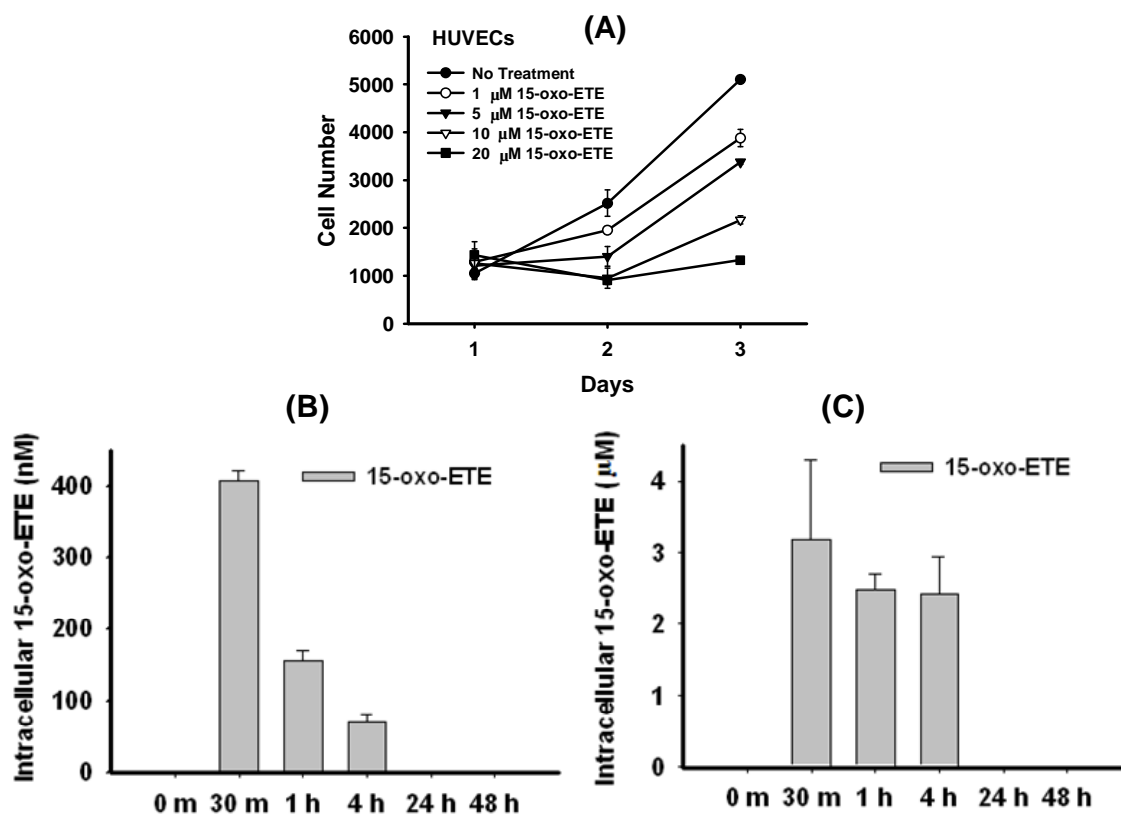 (A)
HUVECs
No Treatment
1 μM 15-oxo-ETE
5 μM 15-oxo-ETE
10 μM 15-oxo-ETE
20 μM 15-oxo-ETE
Cell Number
6000
5000
4000
3000
2000
1000
0
1 2 3
Days
(B)
15-oxo-ETE
Intracellular 15-oxo-ETE (nM)
400
300
200
100
0
0 m 30 m 1 h 4 h 24 h 48 h
(C)
15-oxo-ETE
Intracellular 15-oxo-ETE (μM)
4
3
2
1
0
0 m 30 m 1 h 4 h 24 h 48 h